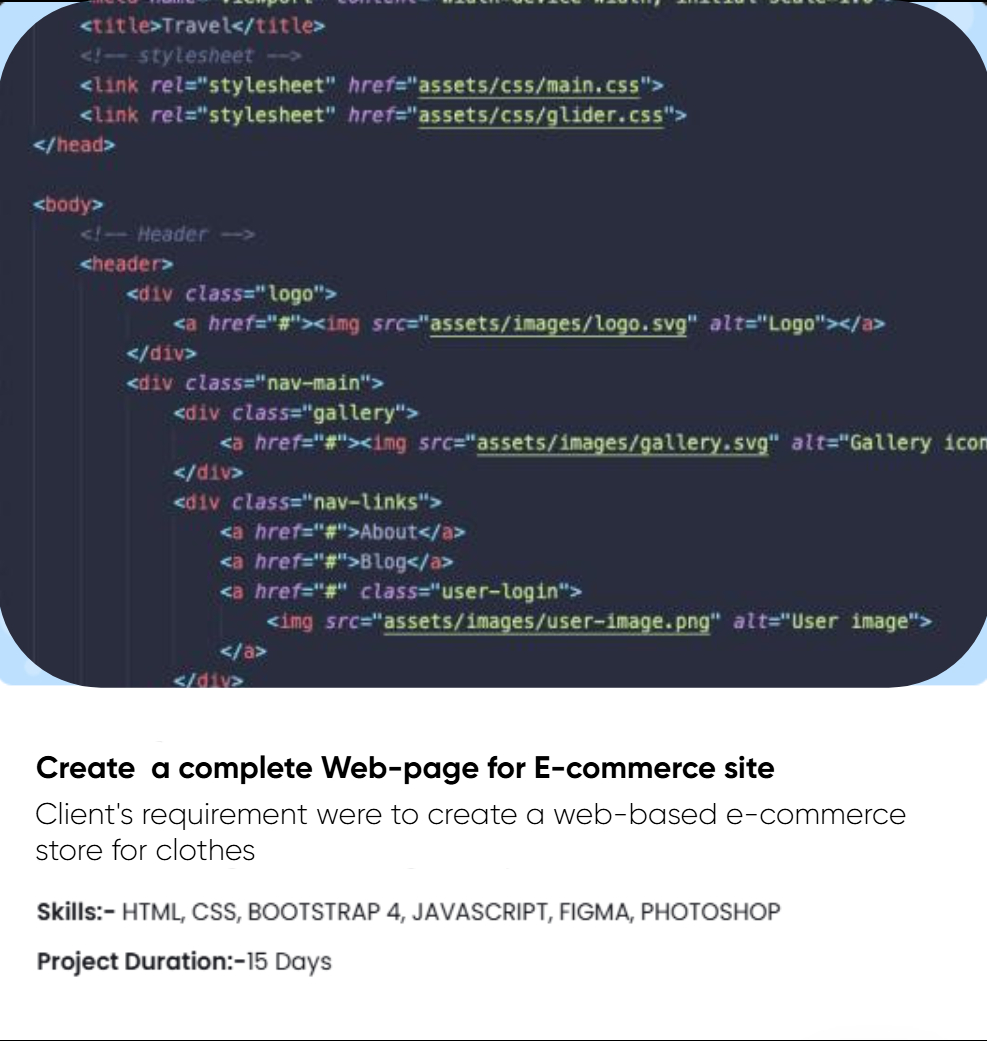 <title>Travel</title>
<!-- stylesheet -->
<link rel="stylesheet" href="assets/css/main.css">
<link rel="stylesheet" href="assets/css/glider.css">
</head>
<body>
<!-- Header -->
<header>
<div class="logo">
<a href="#"><img src="assets/images/logo.svg" alt="Logo"></a>
</div>
<div class="nav-main">
<div class="gallery">
<a href="#"><img src="assets/images/gallery.svg" alt="Gallery icon
</div>
<div class="nav-links">
<a href="#">About</a>
<a href="#">Blog</a>
<a href="#" class="user-login">
<img src="assets/images/user-image.png" alt="User image">
</a>
</div>
Create a complete Web-page for E-commerce site
Client's requirement were to create a web-based e-commerce
store for clothes
Skills:- HTML, CSS, BOOTSTRAP 4, JAVASCRIPT, FIGMA, PHOTOSHOP
Project Duration:-15 Days